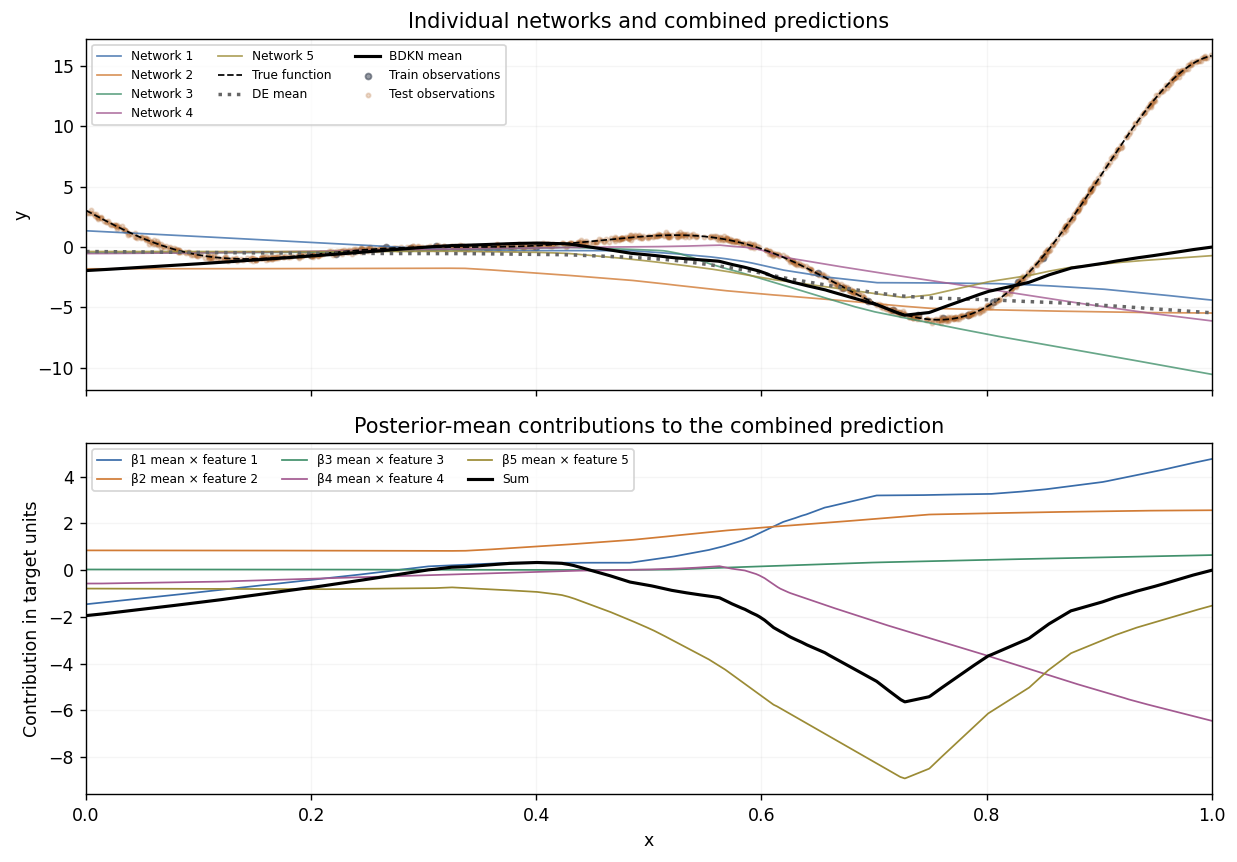 Individual networks and combined predictions
Network 1
Network 2
Network 3
Network 4
Network 5
True function
DE mean
BDKN mean
Train observations
Test observations
15
10
5
0
−5
−10
y
Posterior-mean contributions to the combined prediction
β1 mean × feature 1
β2 mean × feature 2
β3 mean × feature 3
β4 mean × feature 4
β5 mean × feature 5
Sum
4
2
0
−2
−4
−6
−8
Contribution in target units
0.0 0.2 0.4 0.6 0.8 1.0
x